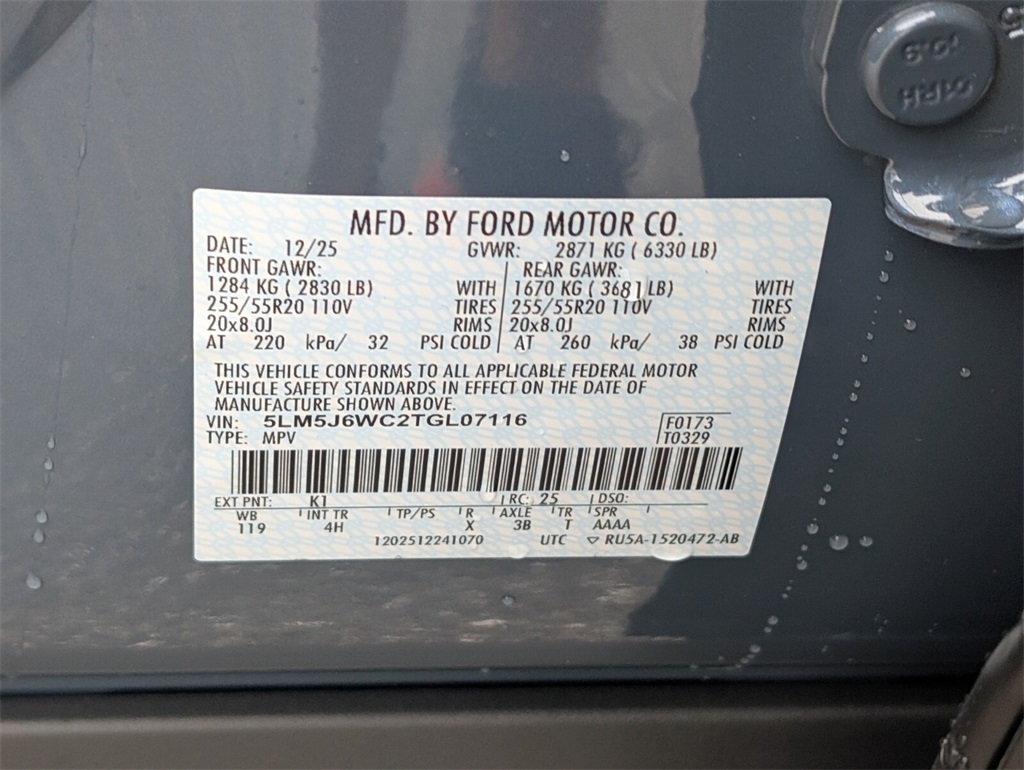 10.9
01RH
MFD. BY FORD MOTOR CO.
DATE: 12/25 GVWR: 2871 KG ( 6330 LB)
FRONT GAWR: REAR GAWR:
1284 KG ( 2830 LB) WITH 1670 KG ( 3681 LB) WITH
255/55R20 110V TIRES 255/55R20 110V TIRES
20x8.0J RIMS 20x8.0J RIMS
AT 220 kPa/ 32 PSI COLD AT 260 kPa/ 38 PSI COLD
THIS VEHICLE CONFORMS TO ALL APPLICABLE FEDERAL MOTOR
VEHICLE SAFETY STANDARDS IN EFFECT ON THE DATE OF
MANUFACTURE SHOWN ABOVE.
VIN: 5LM5J6WC2TGL07116 F0173
TYPE: MPV T0329
EXT PNT: K1 RC: 25 DSO:
WB INT TR TP/PS R AXLE TR SPR
119 4H X 3B T AAAA
1202512241070 UTC ▽ RU5A-1520472-AB